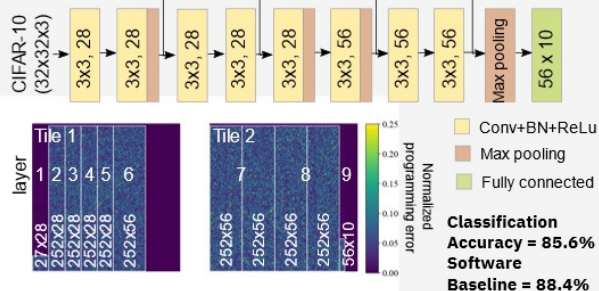 CIFAR-10
(32x32x3)
3x3, 28
3x3, 28
3x3, 28
3x3, 28
3x3, 28
3x3, 56
3x3, 56
3x3, 56
Max pooling
56 x 10
Conv+BN+ReLu
Max pooling
Fully connected
layer
Tile 1
1 2 3 4 5 6
27x28
252x28
252x28
252x28
252x28
252x56
Tile 2
7 8 9
252x56
252x56
252x56
252x56
56x10
0.25
0.20
0.15
0.10
0.05
0.00
Normalized
programming error
Classification
Accuracy = 85.6%
Software
Baseline = 88.4%